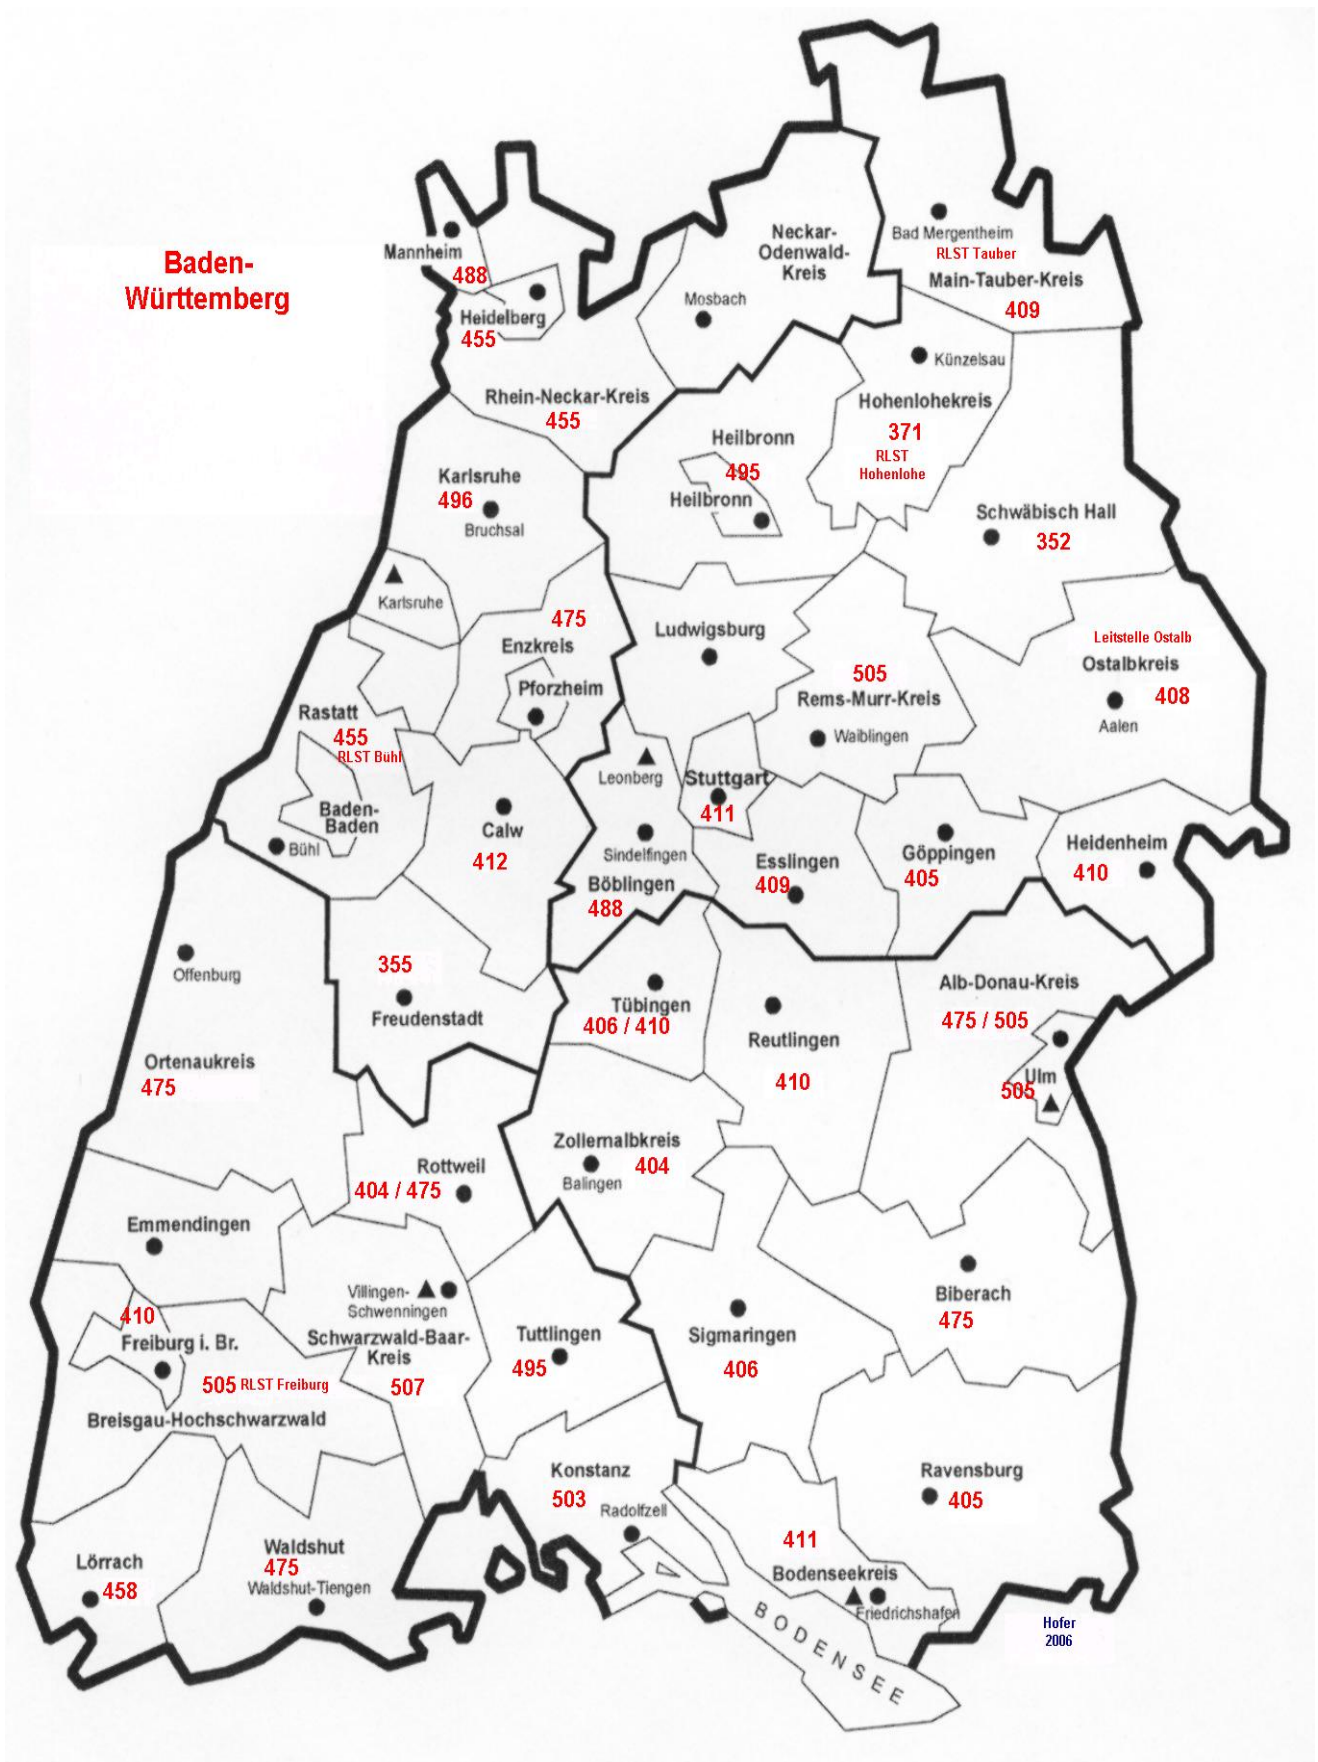 Baden-
Württemberg
Mannheim
488
Heidelberg
455
Rhein-Neckar-Kreis
455
Neckar-
Odenwald-
Kreis
Mosbach
Bad Mergentheim
RLST Tauber
Main-Tauber-Kreis
409
Künzelsau
Hohenlohekreis
371
RLST
Hohenlohe
Heilbronn
495
Heilbronn
Karlsruhe
496
Bruchsal
Karlsruhe
Schwäbisch Hall
352
475
Enzkreis
Pforzheim
Ludwigsburg
505
Rems-Murr-Kreis
Waiblingen
Leitstelle Ostalb
Ostalbkreis
408
Aalen
Rastatt
455
RLST Bühl
Baden-
Baden
Bühl
Calw
412
Leonberg
Sindelfingen
Böblingen
488
Stuttgart
411
Esslingen
409
Göppingen
405
Heidenheim
410
Offenburg
Ortenaukreis
475
355
Freudenstadt
Tübingen
406 / 410
Reutlingen
410
Alb-Donau-Kreis
475 / 505
Ulm
505
Rottweil
404 / 475
Zollernalbkreis
404
Balingen
Emmendingen
410
Freiburg i. Br.
505 RLST Freiburg
Breisgau-Hochschwarzwald
Villingen-
Schwenningen
Schwarzwald-Baar-
Kreis
507
Tuttlingen
495
Sigmaringen
406
Biberach
475
Konstanz
503
Radolfzell
Ravensburg
405
411
Bodenseekreis
Friedrichshafen
BODENSEE
Lörrach
458
Waldshut
475
Waldshut-Tiengen
Hofer
2006